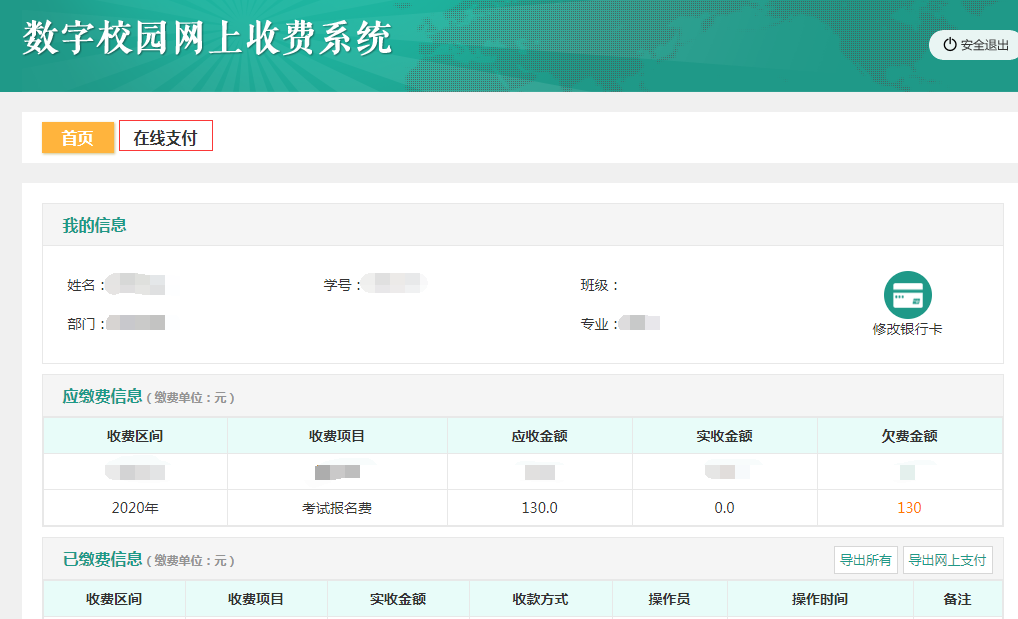 数字校园网上收费系统
安全退出
首页 在线支付
我的信息
姓名： 学号： 班级：
部门： 专业：
修改银行卡
应缴费信息（缴费单位：元）
收费区间 收费项目 应收金额 实收金额 欠费金额
2020年 考试报名费 130.0 0.0 130
已缴费信息（缴费单位：元） 导出所有 导出网上支付
收费区间 收费项目 实收金额 收款方式 操作员 操作时间 备注